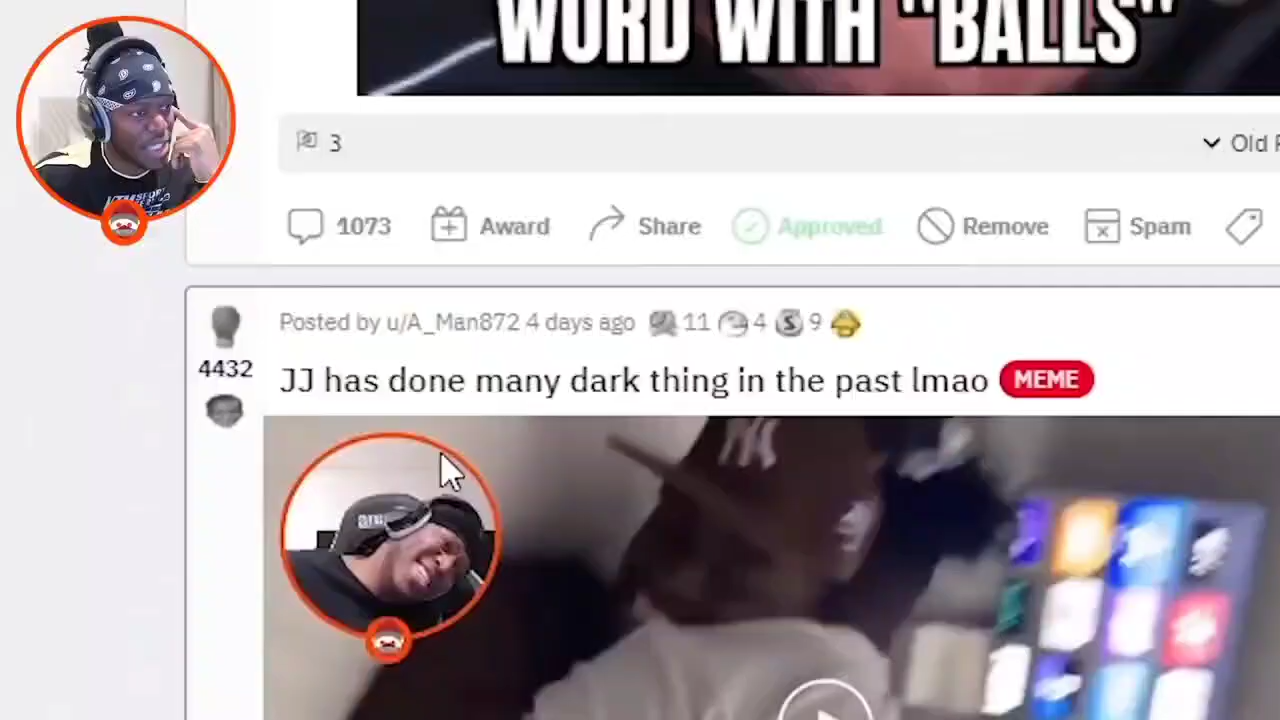 WORD WITH "BALLS"
3
Old
1073 Award Share Approved Remove Spam
Posted by u/A_Man872 4 days ago 11 4 S 9
4432
JJ has done many dark thing in the past lmao MEME
NY